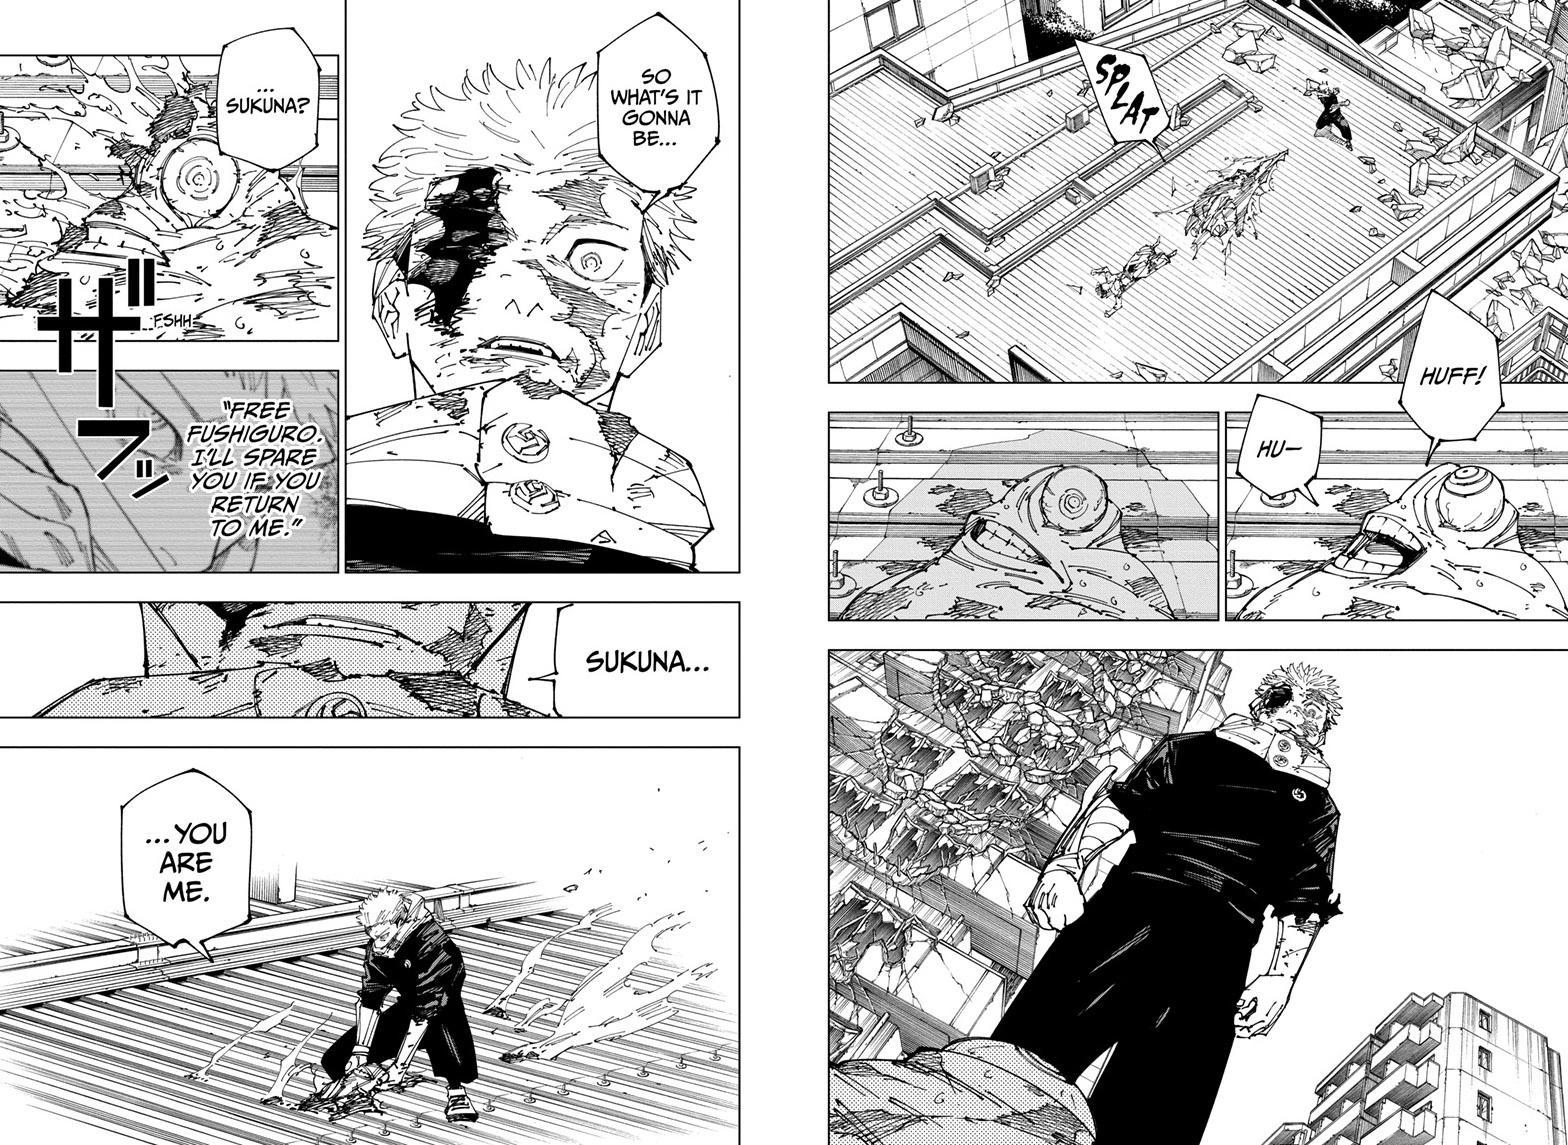 SPLAT
HUFF!
HU—
SO
WHAT'S IT
GONNA
BE...
...
SUKUNA?
ザブ
FSHH
"FREE
FUSHIGURO.
I'LL SPARE
YOU IF YOU
RETURN
TO ME."
SUKUNA...
...YOU
ARE
ME.